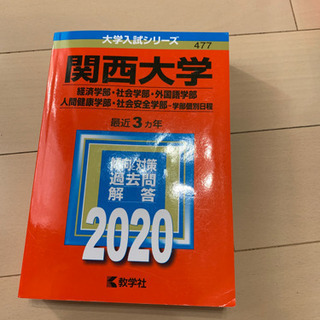 大学入試シリーズ
477
関西大学
経済学部・社会学部・外国語学部
人間健康学部・社会安全学部－学部個別日程
最近3カ年
傾向と対策
過去問
解答
2020
教学社